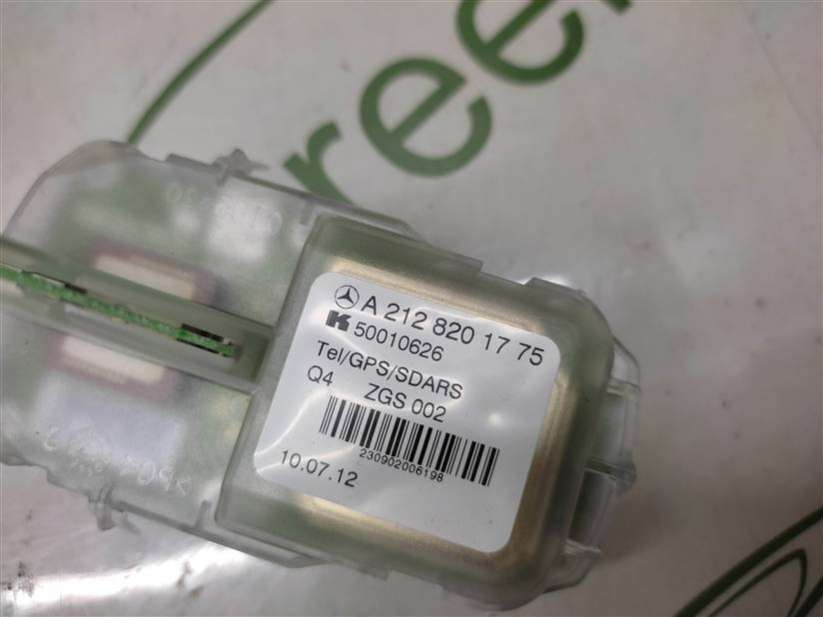 reen
A 212 820 17 75
K 50010626
Tel/GPS/SDARS
Q4 ZGS 002
230902006198
10.07.12